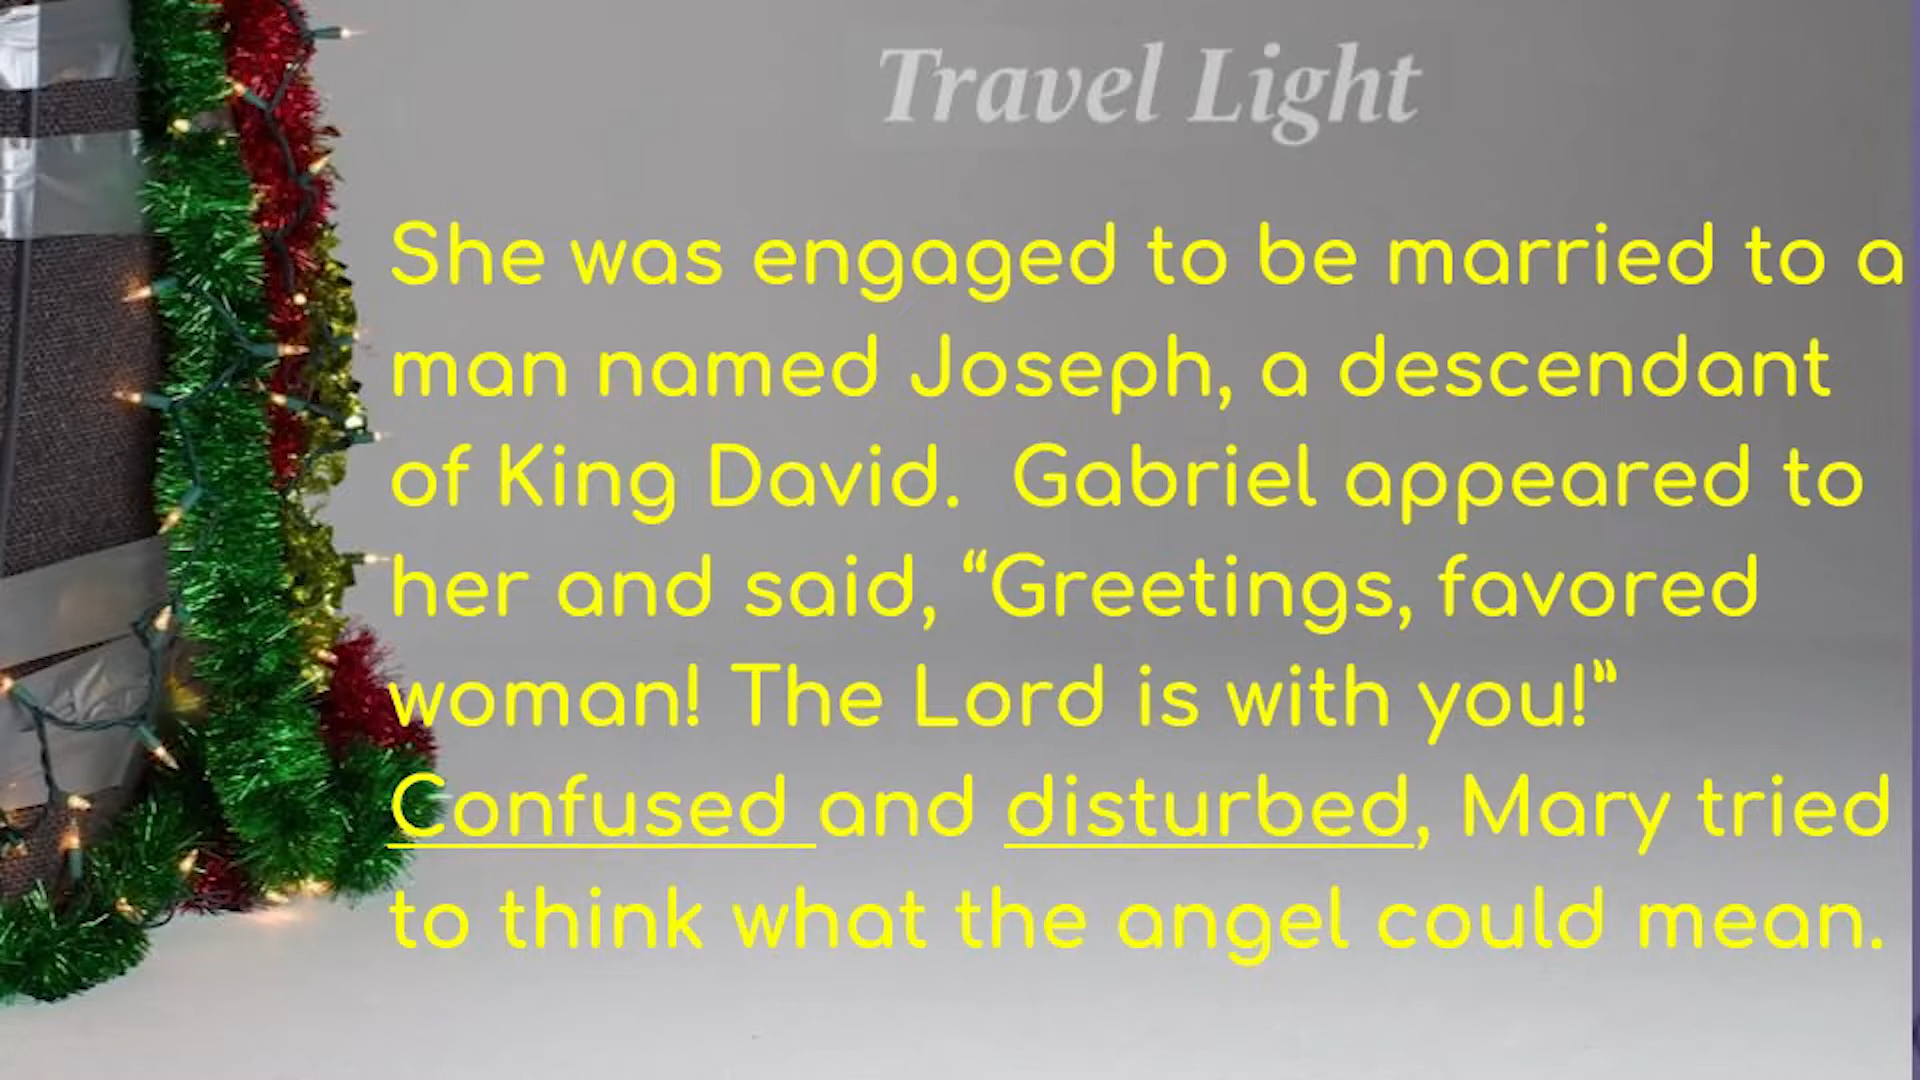 Travel Light
She was engaged to be married to a
man named Joseph, a descendant
of King David.  Gabriel appeared to
her and said, “Greetings, favored
woman! The Lord is with you!”
Confused and disturbed, Mary tried
to think what the angel could mean.